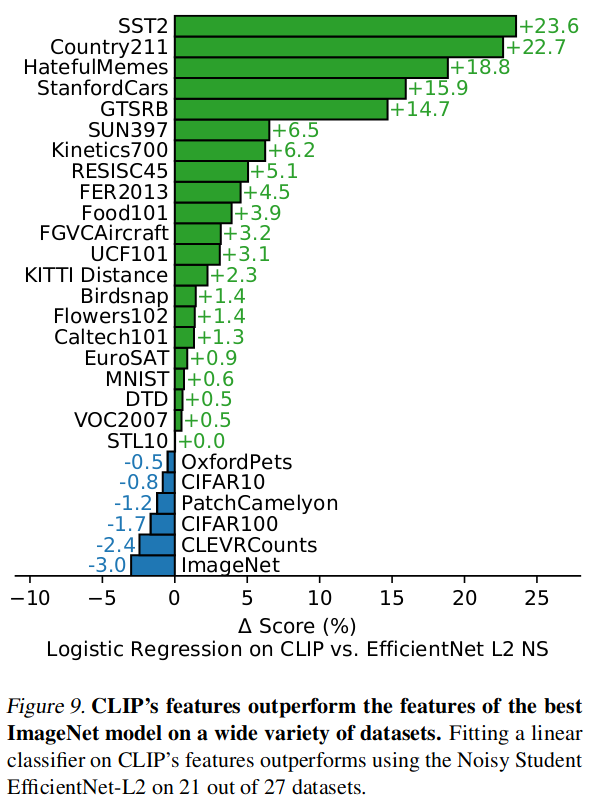 SST2 +23.6
Country211 +22.7
HatefulMemes +18.8
StanfordCars +15.9
GTSRB +14.7
SUN397 +6.5
Kinetics700 +6.2
RESISC45 +5.1
FER2013 +4.5
Food101 +3.9
FGVCAircraft +3.2
UCF101 +3.1
KITTI Distance +2.3
Birdsnap +1.4
Flowers102 +1.4
Caltech101 +1.3
EuroSAT +0.9
MNIST +0.6
DTD +0.5
VOC2007 +0.5
STL10 +0.0
-0.5 OxfordPets
-0.8 CIFAR10
-1.2 PatchCamelyon
-1.7 CIFAR100
-2.4 CLEVRCounts
-3.0 ImageNet
−10 −5 0 5 10 15 20 25
Δ Score (%)
Logistic Regression on CLIP vs. EfficientNet L2 NS
Figure 9. CLIP’s features outperform the features of the best
ImageNet model on a wide variety of datasets. Fitting a linear
classifier on CLIP’s features outperforms using the Noisy Student
EfficientNet-L2 on 21 out of 27 datasets.